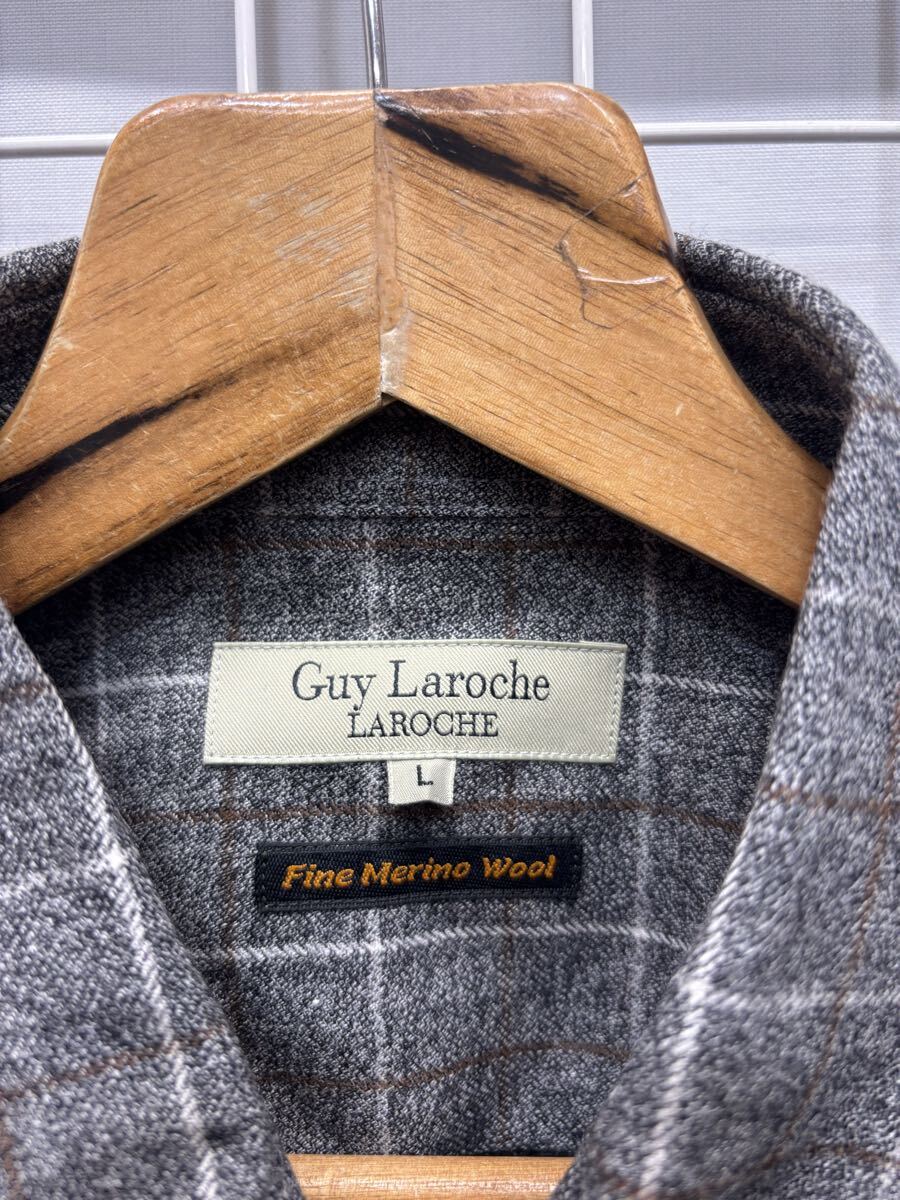 Guy Laroche
LAROCHE
L
Fine Merino Wool